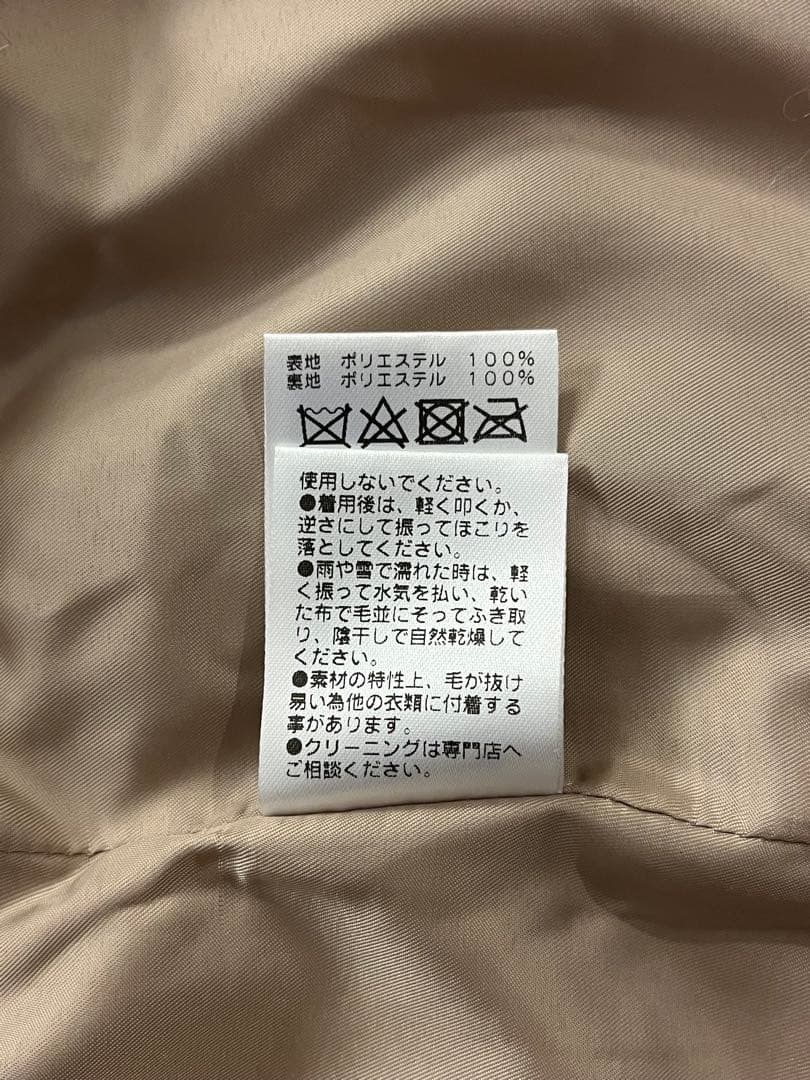 表地 ポリエステル 100%
裏地 ポリエステル 100%
使用しないでください。
●着用後は、軽く叩くか、
逆さにして振ってほこりを
落としてください。
●雨や雪で濡れた時は、軽
く振って水気を払い、乾い
た布で毛並にそってふき取
り、陰干しで自然乾燥して
ください。
●素材の特性上、毛が抜け
易い為他の衣類に付着する
事があります。
●クリーニングは専門店へ
ご相談ください。